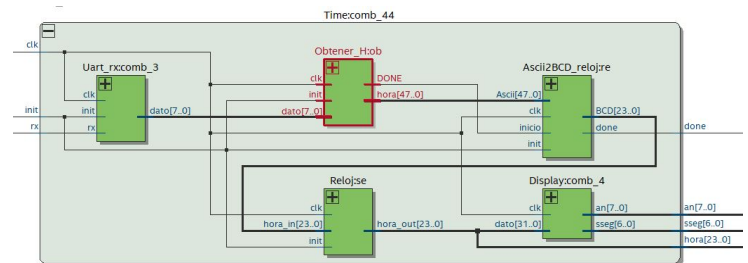 Time:comb_44
clk
init
rx
Uart_rx:comb_3
clk
init
rx
dato[7..0]
Obtener_H:ob
clk
init
dato[7..0]
DONE
hora[47..0]
Ascii2BCD_reloj:re
Ascii[47..0]
clk
inicio
init
BCD[23..0]
done
done
Reloj:se
clk
hora_in[23..0]
init
hora_out[23..0]
Display:comb_4
clk
dato[31..0]
an[7..0]
sseg[6..0]
an[7..0]
sseg[6..0]
hora[23..0]